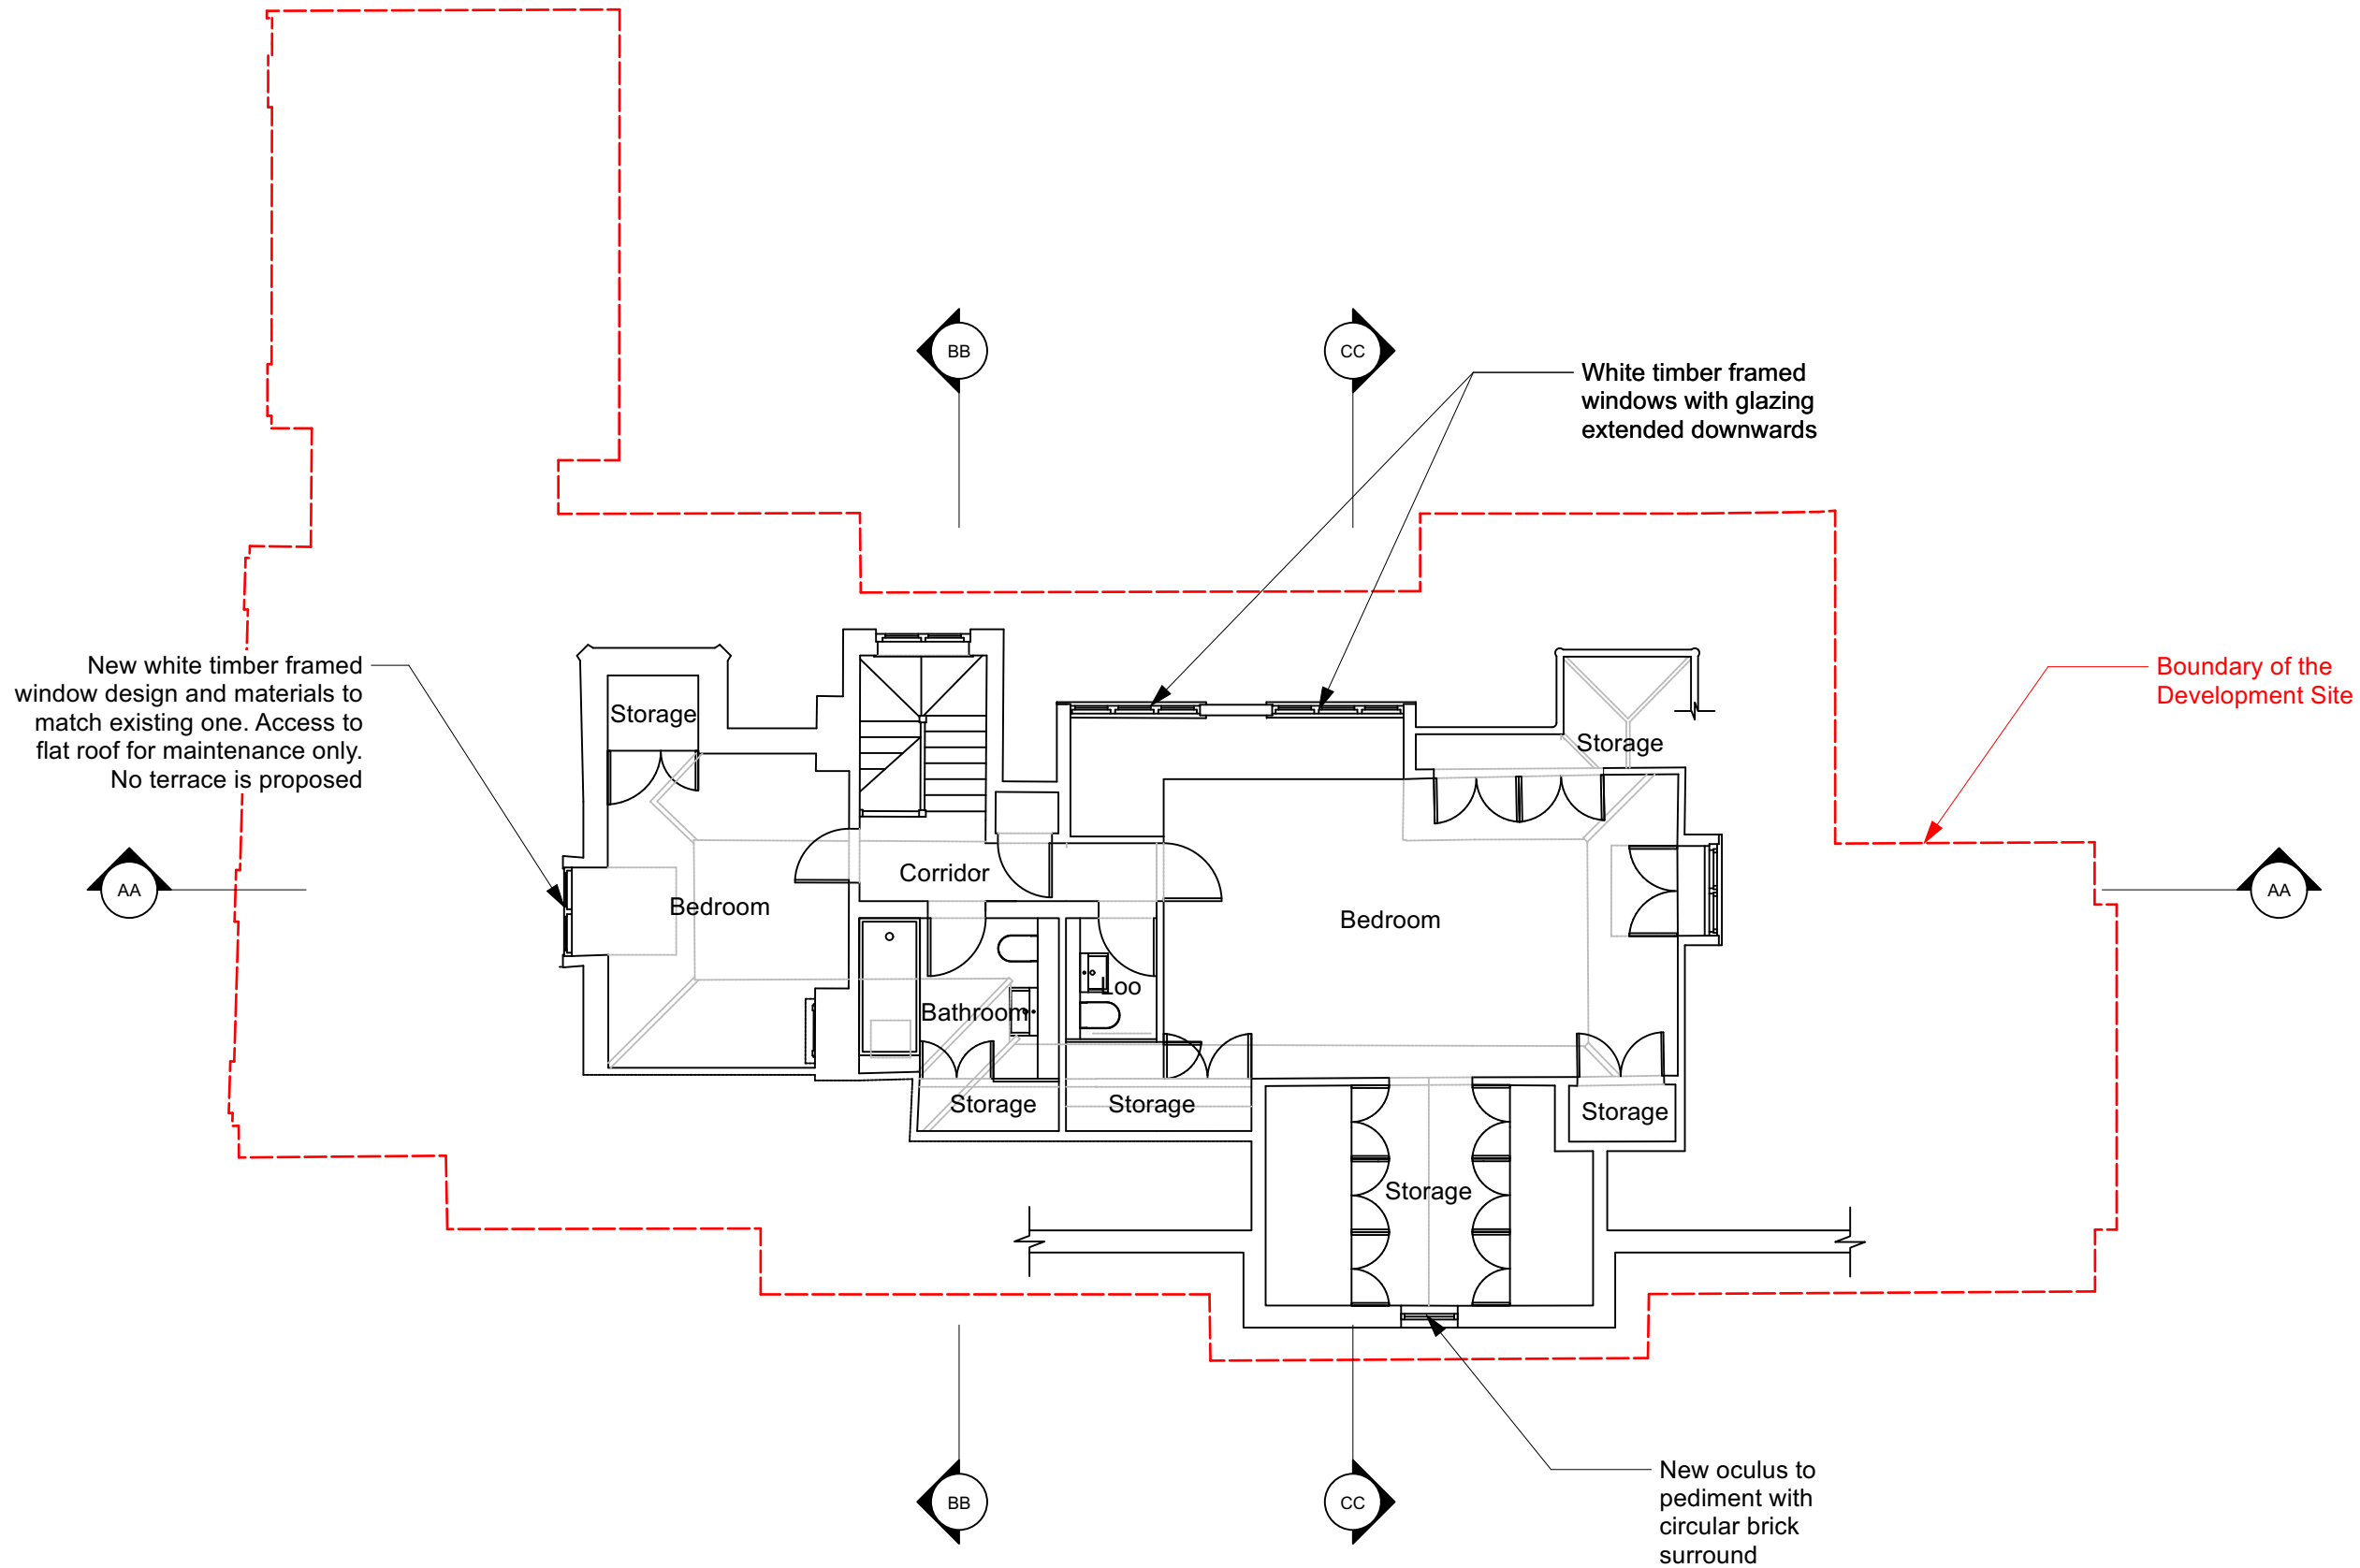 BB
CC
White timber framed
windows with glazing
extended downwards
New white timber framed
window design and materials to
match existing one. Access to
flat roof for maintenance only.
No terrace is proposed
Boundary of the
Development Site
Storage
Storage
AA
Corridor
Bedroom
Bedroom
AA
Loo
Bathroom
Storage
Storage
Storage
Storage
BB
CC
New oculus to
pediment with
circular brick
surround